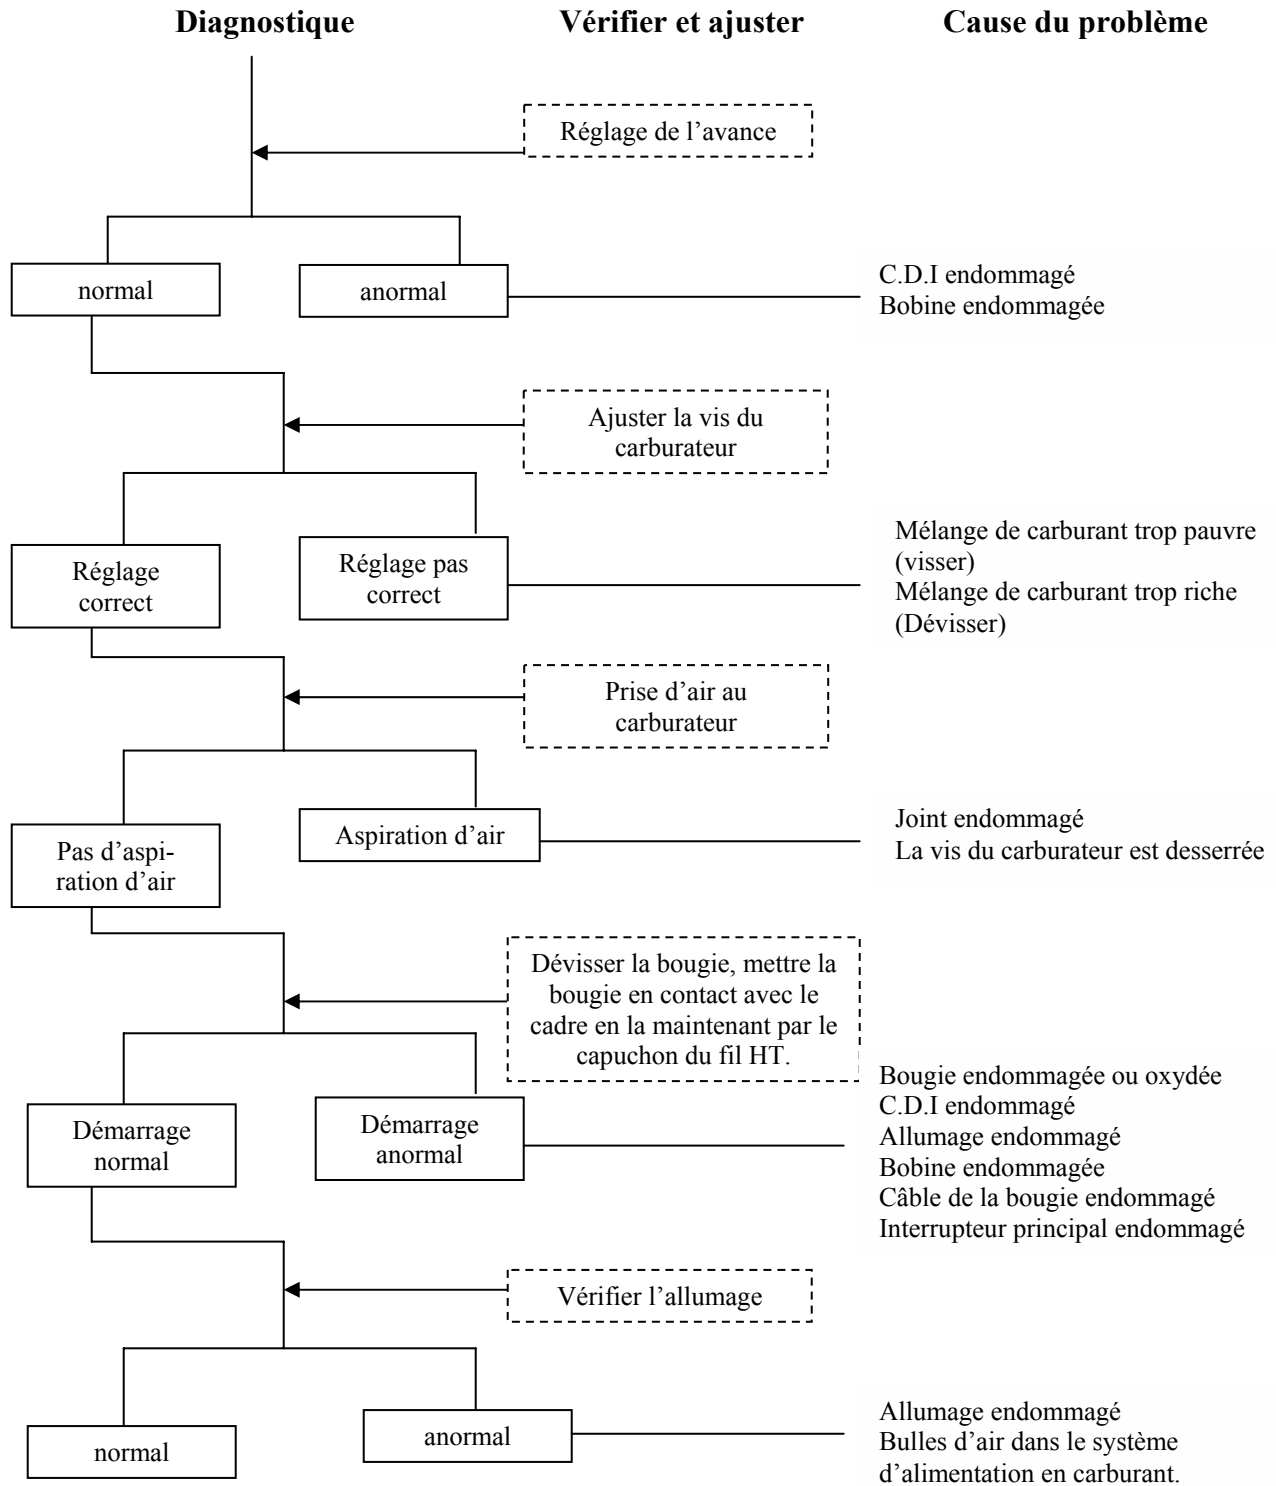 Diagnostique
Vérifier et ajuster
Cause du problème
Réglage de l’avance
normal
anormal
C.D.I endommagé
Bobine endommagée
Ajuster la vis du
carburateur
Réglage
correct
Réglage pas
correct
Mélange de carburant trop pauvre
(visser)
Mélange de carburant trop riche
(Dévisser)
Prise d’air au
carburateur
Pas d’aspi-
ration d’air
Aspiration d’air
Joint endommagé
La vis du carburateur est desserrée
Dévisser la bougie, mettre la
bougie en contact avec le
cadre en la maintenant par le
capuchon du fil HT.
Démarrage
normal
Démarrage
anormal
Bougie endommagée ou oxydée
C.D.I endommagé
Allumage endommagé
Bobine endommagée
Câble de la bougie endommagé
Interrupteur principal endommagé
Vérifier l’allumage
normal
anormal
Allumage endommagé
Bulles d’air dans le système
d’alimentation en carburant.